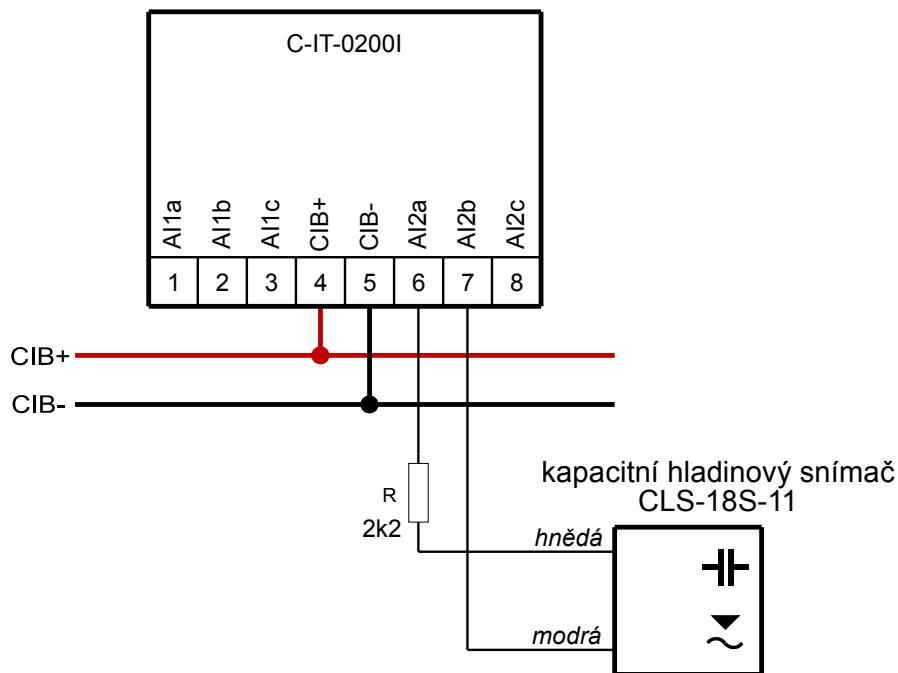 C-IT-0200I
AI1a
AI1b
AI1c
CIB+
CIB-
AI2a
AI2b
AI2c
1 2 3 4 5 6 7 8
CIB+
CIB-
R
2k2
kapacitní hladinový snímač
CLS-18S-11
hnědá
modrá